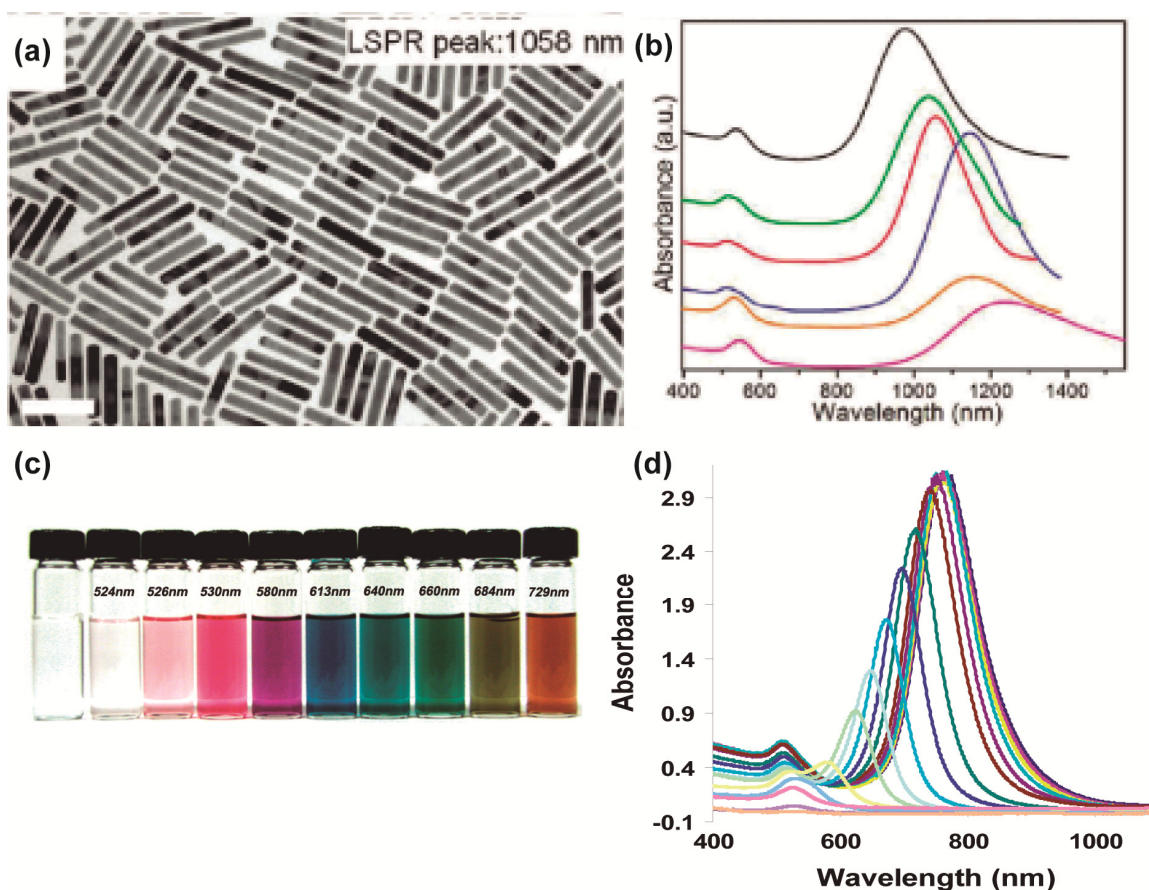 (a)
LSPR peak:1058 nm
(b)
Absorbance (a.u.)
400 600 800 1000 1200 1400
Wavelength (nm)
(c)
524nm 526nm 530nm 580nm 613nm 640nm 660nm 684nm 729nm
(d)
Absorbance
2.9
2.4
1.9
1.4
0.9
0.4
-0.1
400 600 800 1000
Wavelength (nm)